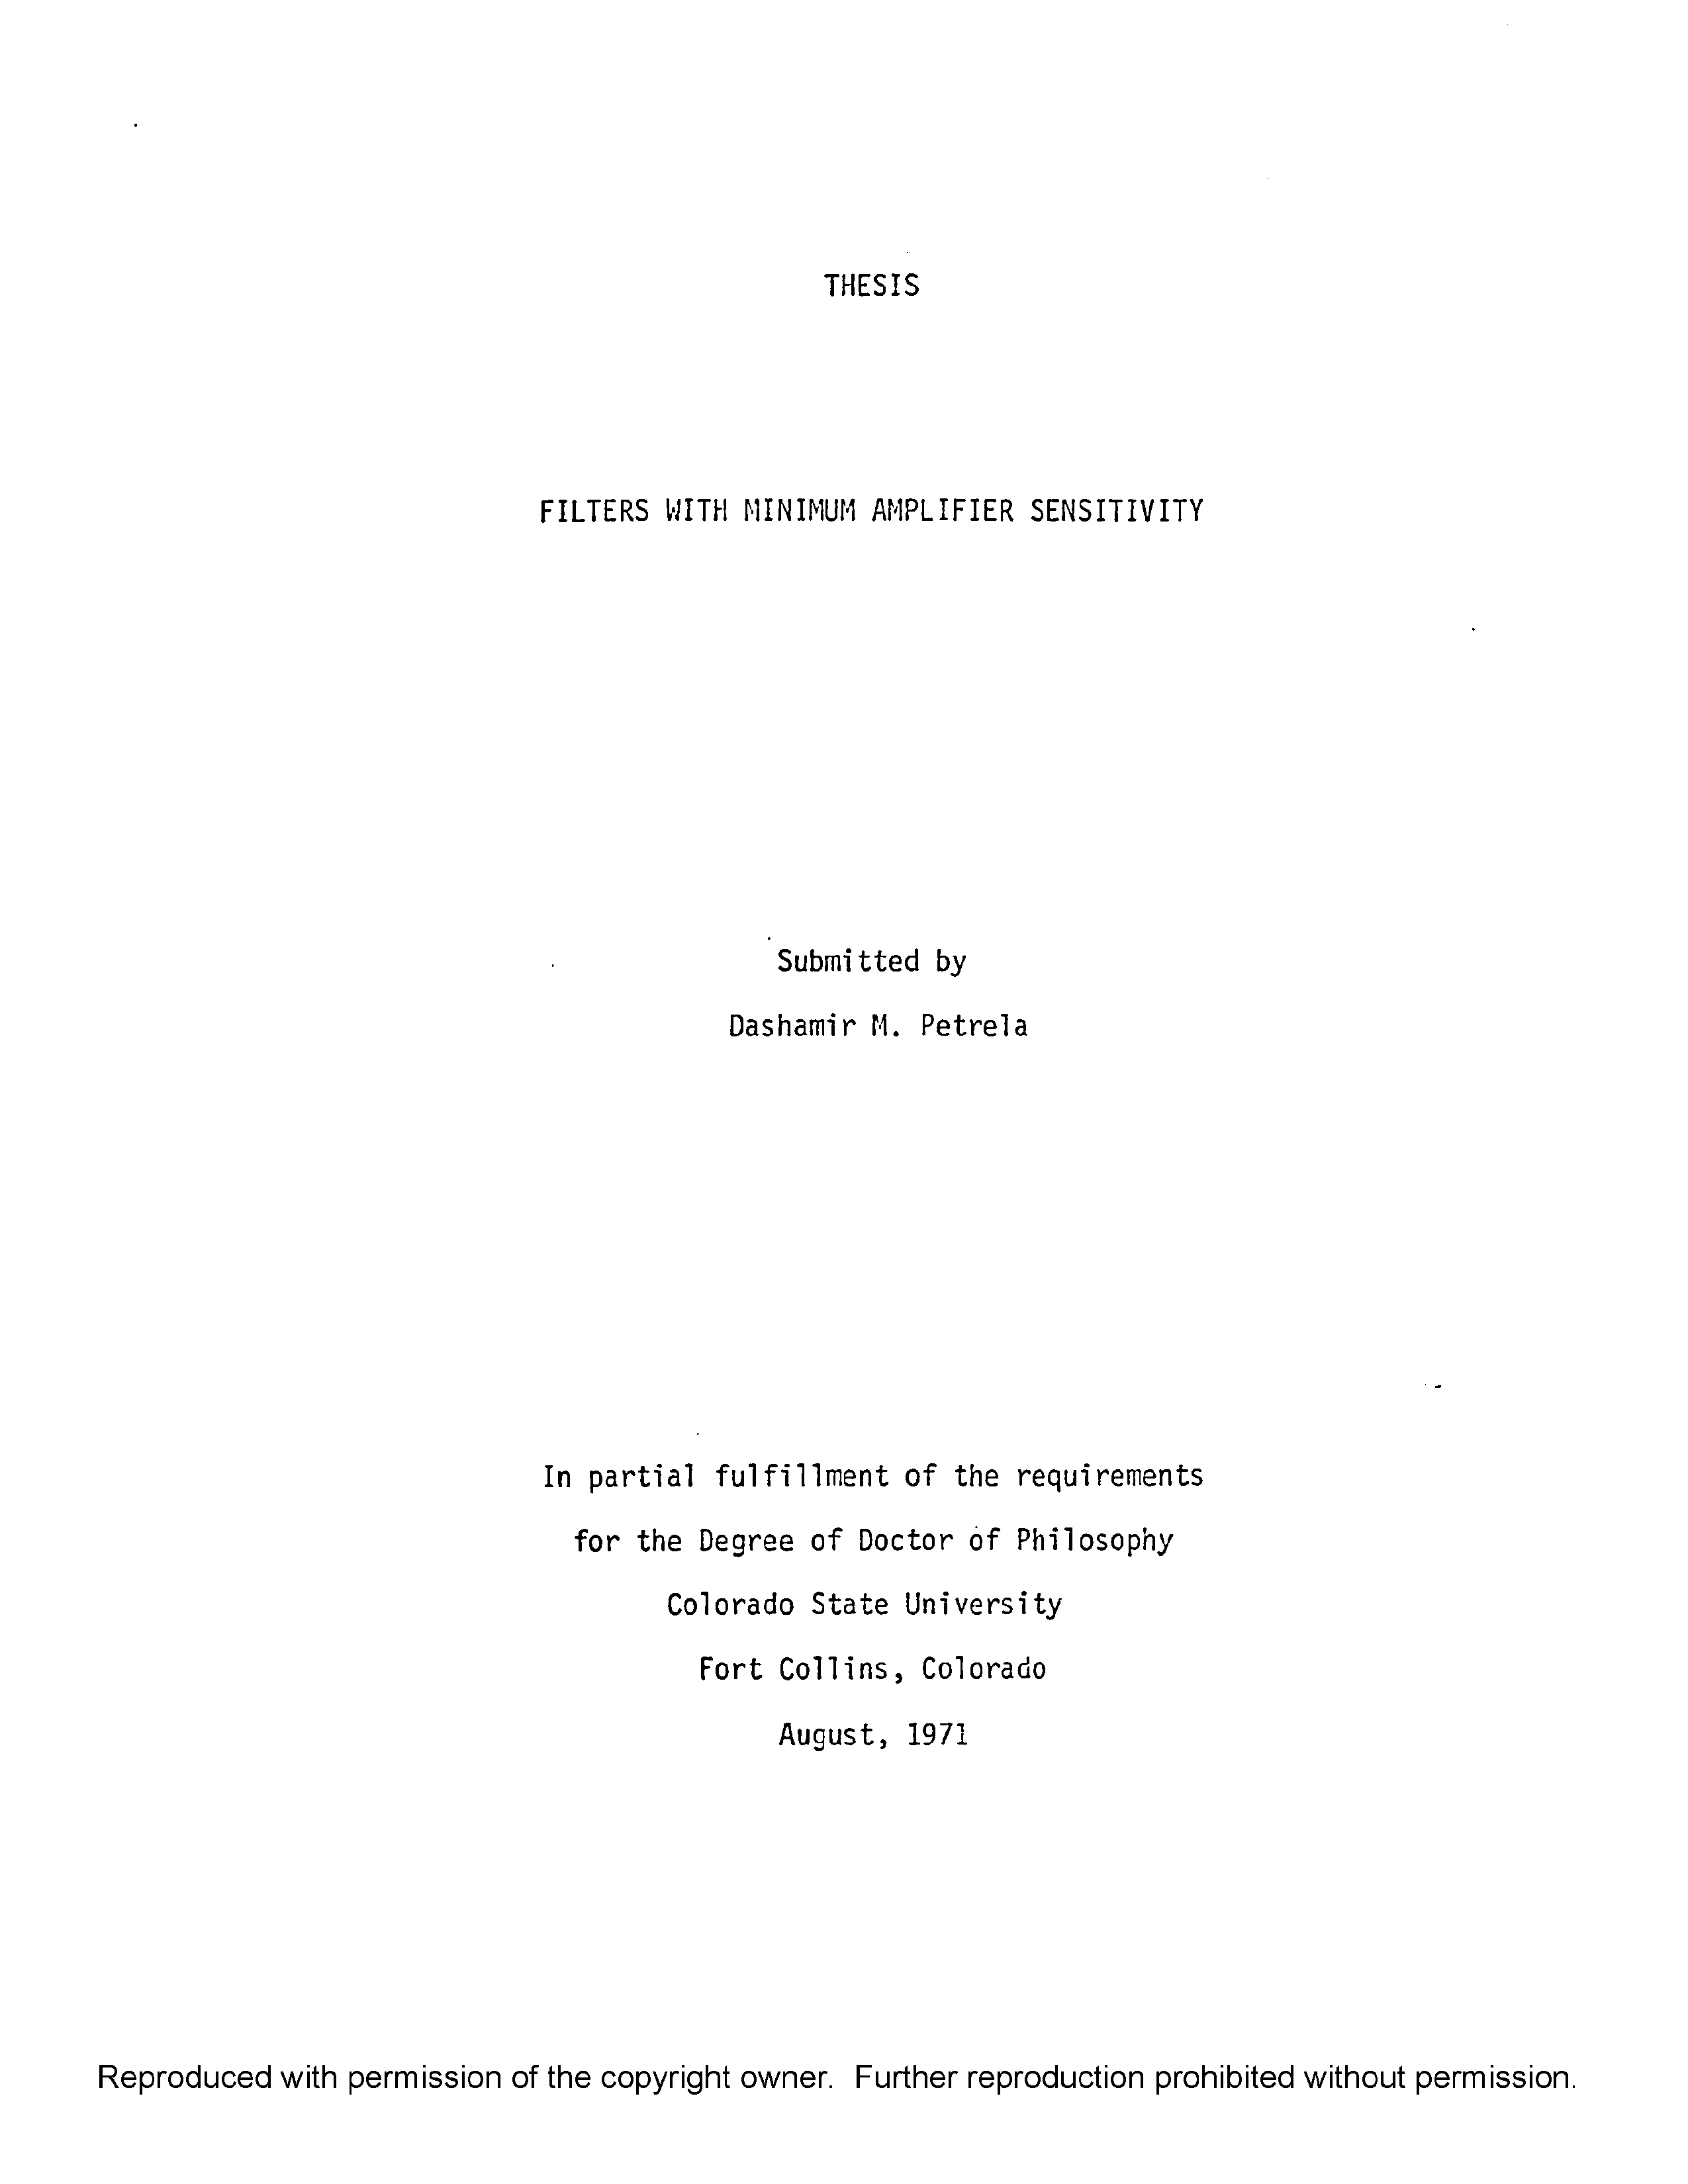 THESIS
FILTERS WITH MINIMUM AMPLIFIER SENSITIVITY
Submitted by
Dashamir M. Petrela
In partial fulfillment of the requirements
for the Degree of Doctor of Philosophy
Colorado State University
Fort Collins, Colorado
August, 1971
Reproduced with permission of the copyright owner. Further reproduction prohibited without permission.